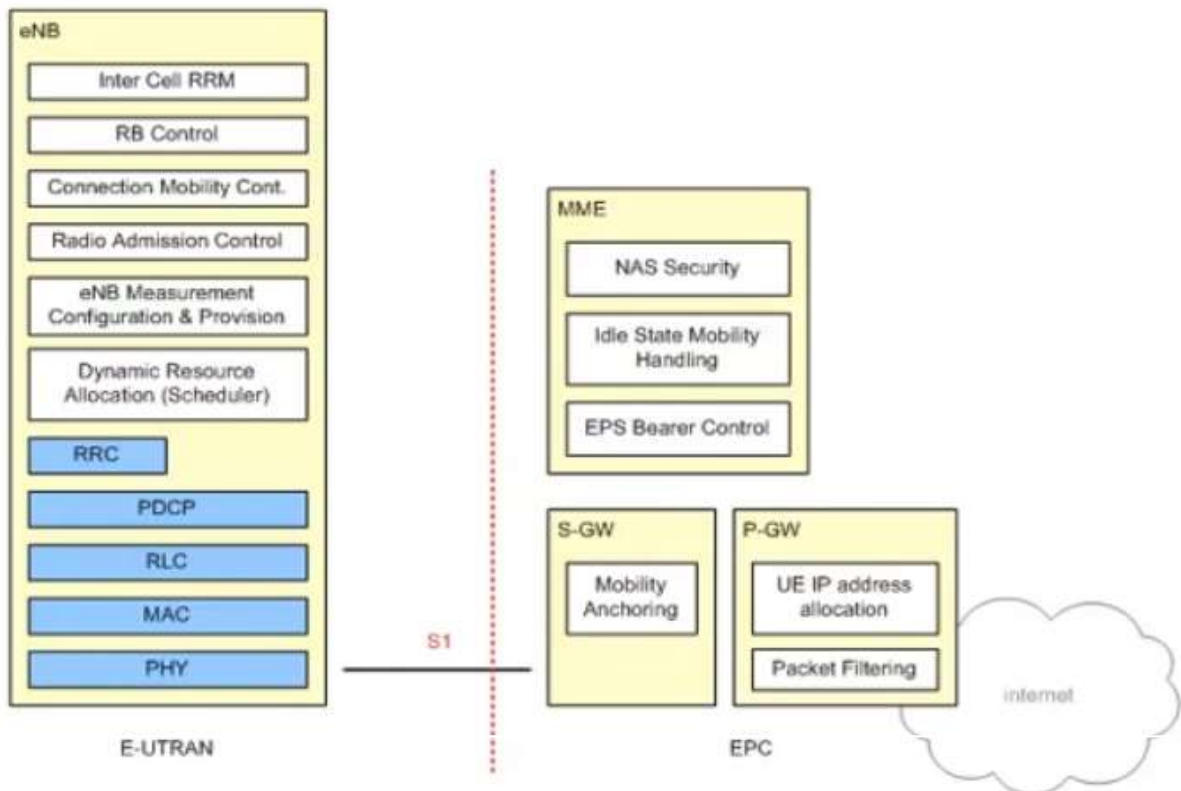 eNB
Inter Cell RRM
RB Control
Connection Mobility Cont.
Radio Admission Control
eNB Measurement
Configuration & Provision
Dynamic Resource
Allocation (Scheduler)
RRC
PDCP
RLC
MAC
PHY
E-UTRAN
S1
MME
NAS Security
Idle State Mobility
Handling
EPS Bearer Control
S-GW
Mobility
Anchoring
P-GW
UE IP address
allocation
Packet Filtering
internet
EPC